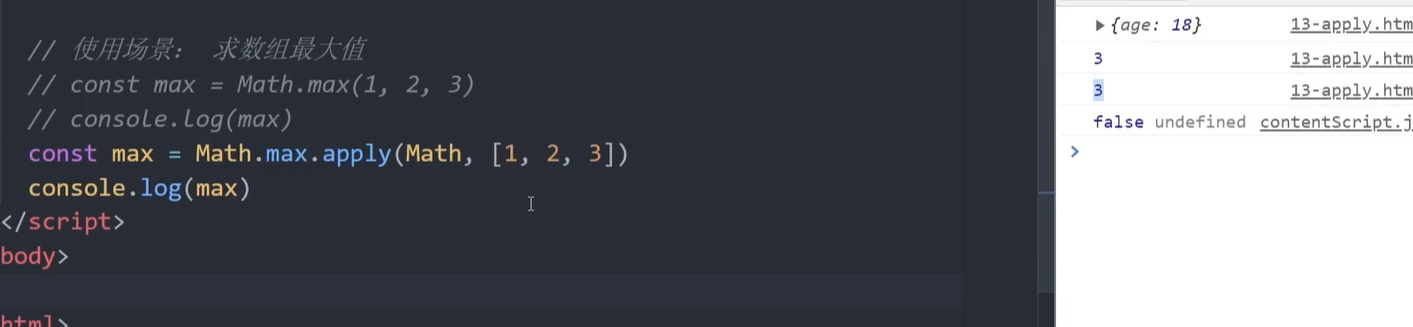 // 使用场景： 求数组最大值
// const max = Math.max(1, 2, 3)
// console.log(max)
const max = Math.max.apply(Math, [1, 2, 3])
console.log(max)
</script>
body>
html>
▶ {age: 18} 13-apply.htm
3 13-apply.htm
3 13-apply.htm
false undefined contentScript.j
>